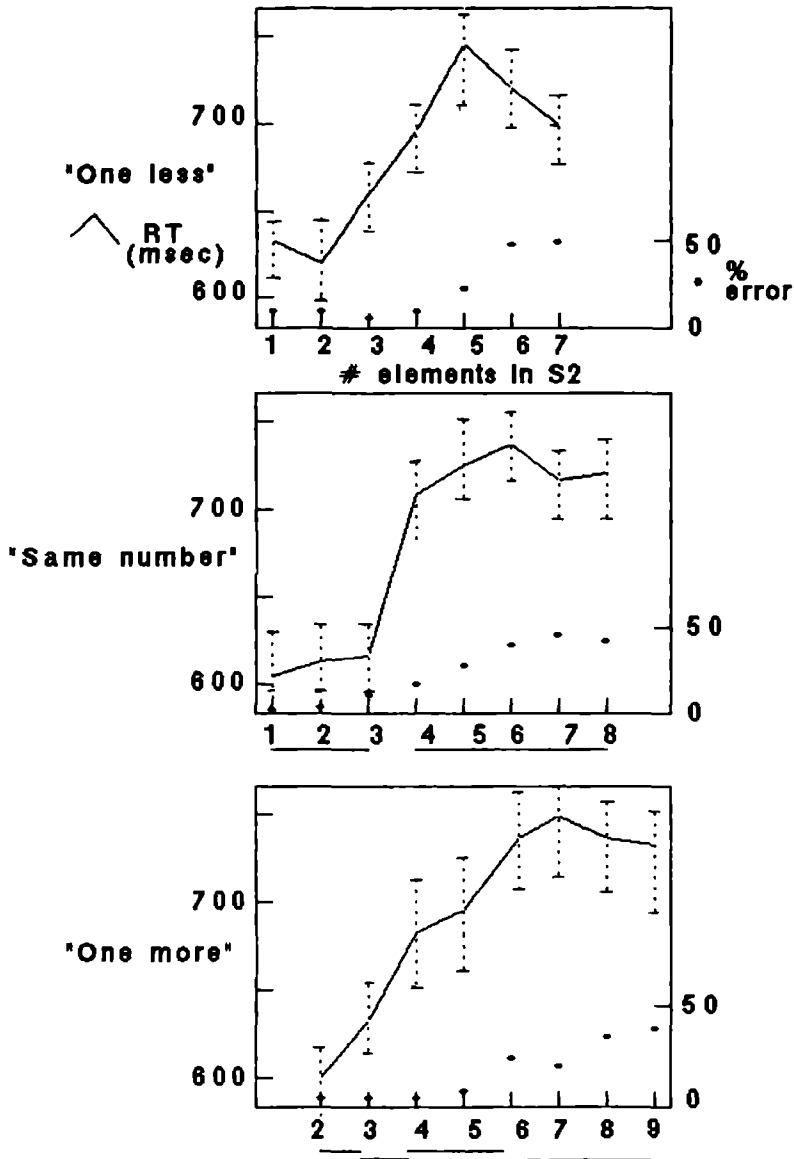 700
"One less"
RT
(msec)
600
50
%
error
0
1 2 3 4 5 6 7
# elements in S2
700
"Same number"
600
50
0
1 2 3 4 5 6 7 8
700
"One more"
600
50
0
2 3 4 5 6 7 8 9